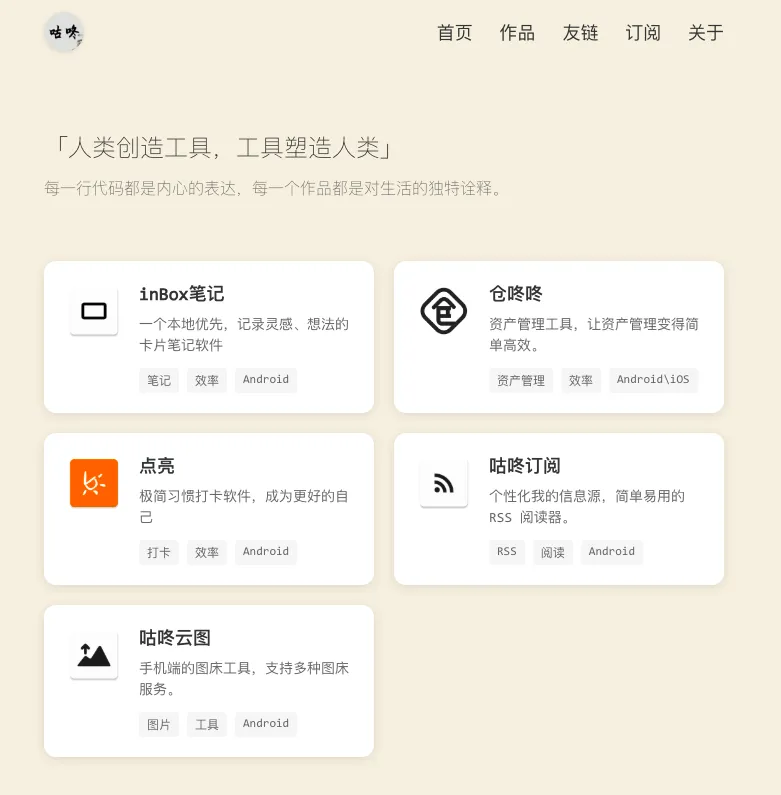 咕咚
首页 作品 友链 订阅 关于
「人类创造工具，工具塑造人类」
每一行代码都是内心的表达，每一个作品都是对生活的独特诠释。
inBox笔记
一个本地优先，记录灵感、想法的
卡片笔记软件
笔记 效率 Android
仓咚咚
资产管理工具，让资产管理变得简
单高效。
资产管理 效率 Android\iOS
点亮
极简习惯打卡软件，成为更好的自
己
打卡 效率 Android
咕咚订阅
个性化我的信息源，简单易用的
RSS 阅读器。
RSS 阅读 Android
咕咚云图
手机端的图床工具，支持多种图床
服务。
图片 工具 Android